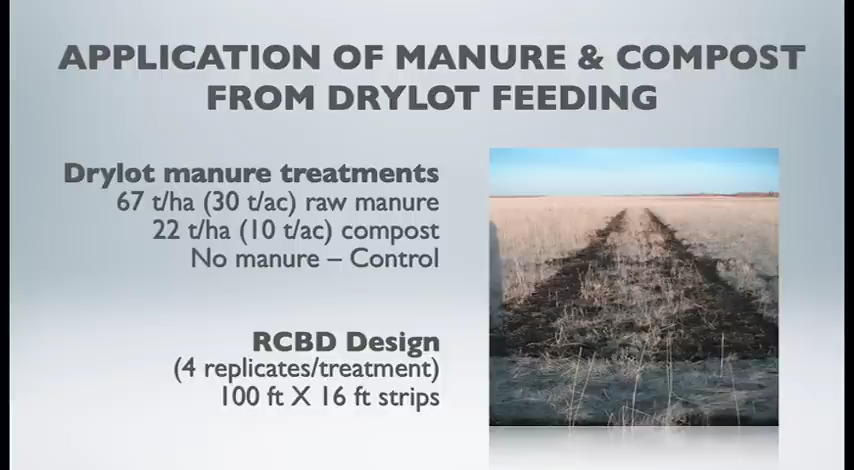 APPLICATION OF MANURE & COMPOST
FROM DRYLOT FEEDING
Drylot manure treatments
67 t/ha (30 t/ac) raw manure
22 t/ha (10 t/ac) compost
No manure – Control
RCBD Design
(4 replicates/treatment)
100 ft X 16 ft strips